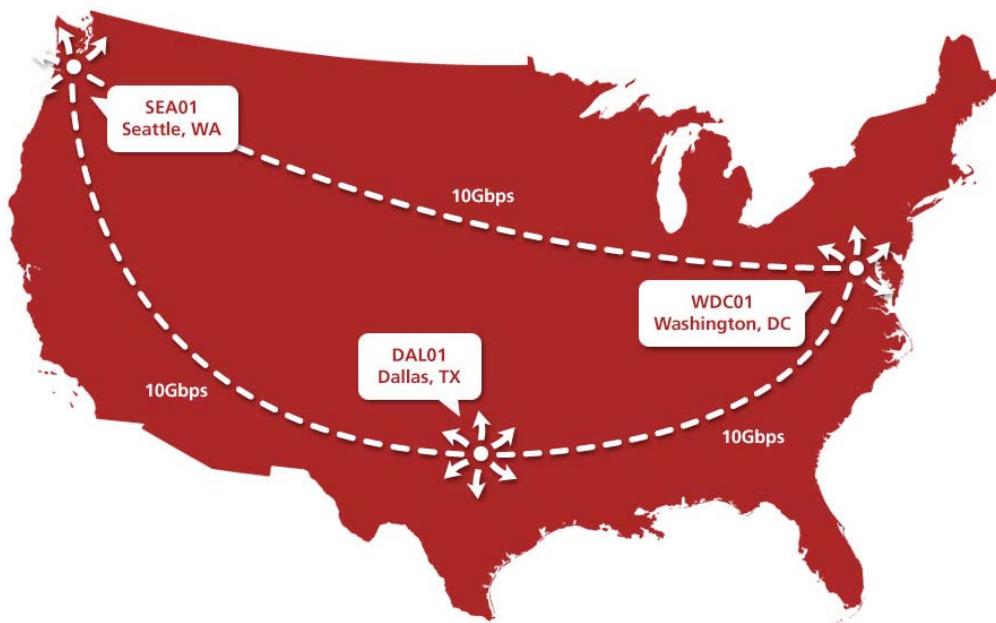 SEA01
Seattle, WA
10Gbps
WDC01
Washington, DC
DAL01
Dallas, TX
10Gbps
10Gbps